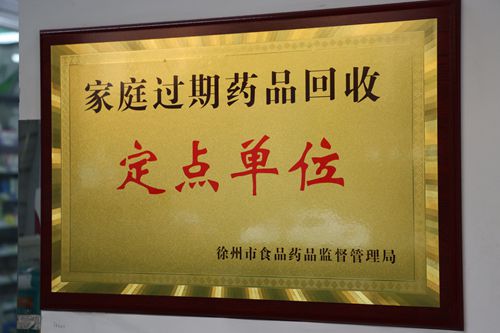 家庭过期药品回收
定点单位
徐州市食品药品监督管理局